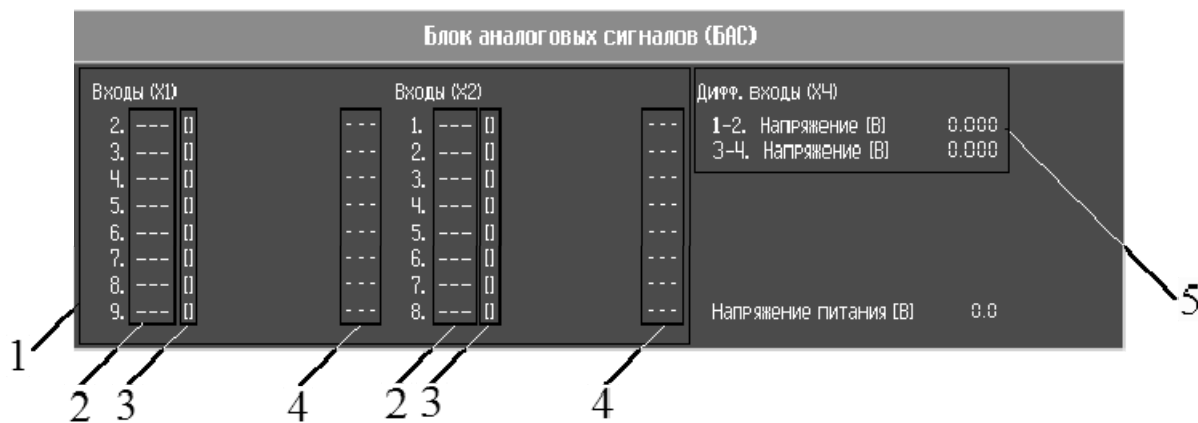 Блок аналоговых сигналов (БАС)
Входы (X1) Входы (X2) Дифф. входы (X4)
2. --- [] --- 1. --- [] --- 1-2. Напряжение [В] 0.000
3. --- [] --- 2. --- [] --- 3-4. Напряжение [В] 0.000
4. --- [] --- 3. --- [] ---
5. --- [] --- 4. --- [] ---
6. --- [] --- 5. --- [] ---
7. --- [] --- 6. --- [] ---
8. --- [] --- 7. --- [] ---
9. --- [] --- 8. --- [] --- Напряжение питания [В] 0.0
1 2 3 4 2 3 4 5